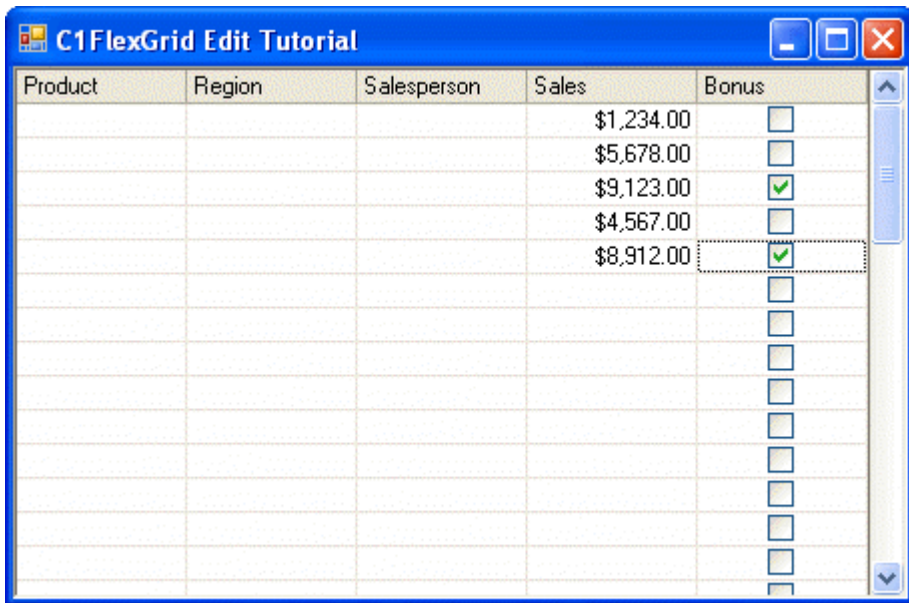 C1FlexGrid Edit Tutorial
Product Region Salesperson Sales Bonus
$1,234.00
$5,678.00
$9,123.00
$4,567.00
$8,912.00